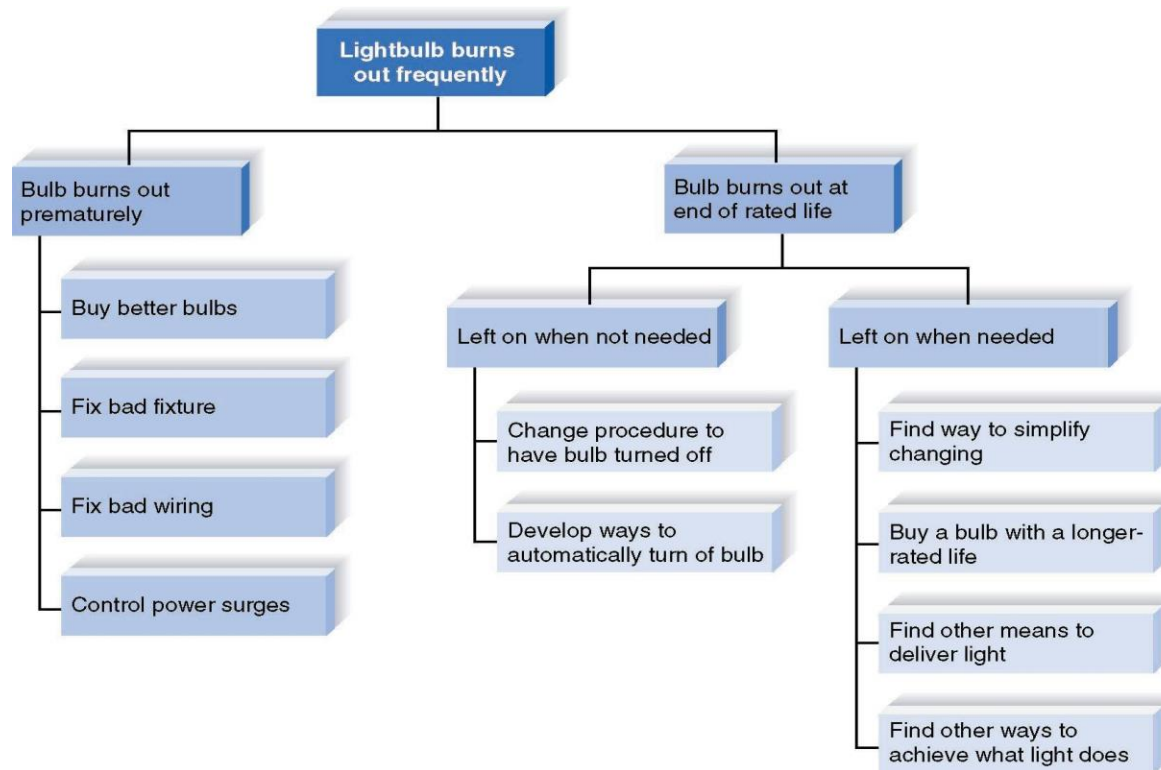 Lightbulb burns
out frequently
Bulb burns out
prematurely
Buy better bulbs
Fix bad fixture
Fix bad wiring
Control power surges
Bulb burns out at
end of rated life
Left on when not needed
Change procedure to
have bulb turned off
Develop ways to
automatically turn of bulb
Left on when needed
Find way to simplify
changing
Buy a bulb with a longer-
rated life
Find other means to
deliver light
Find other ways to
achieve what light does